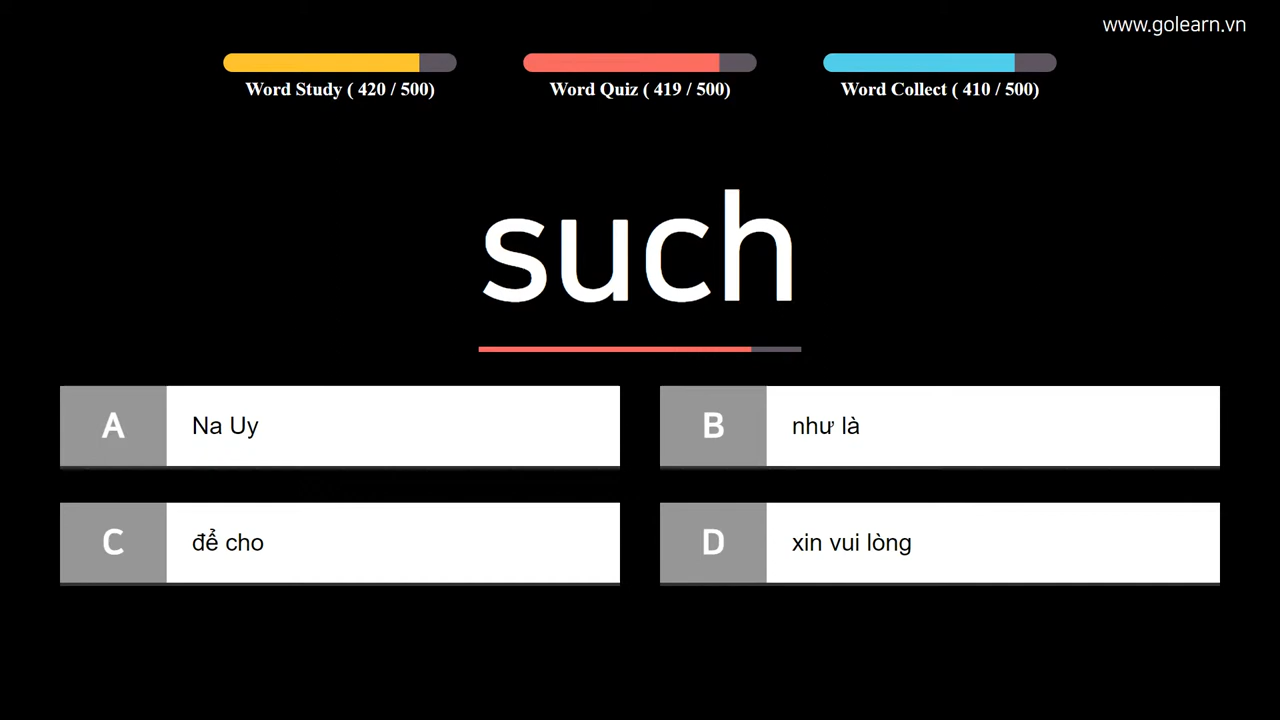 www.golearn.vn
Word Study ( 420 / 500)
Word Quiz ( 419 / 500)
Word Collect ( 410 / 500)
such
A Na Uy
B như là
C để cho
D xin vui lòng